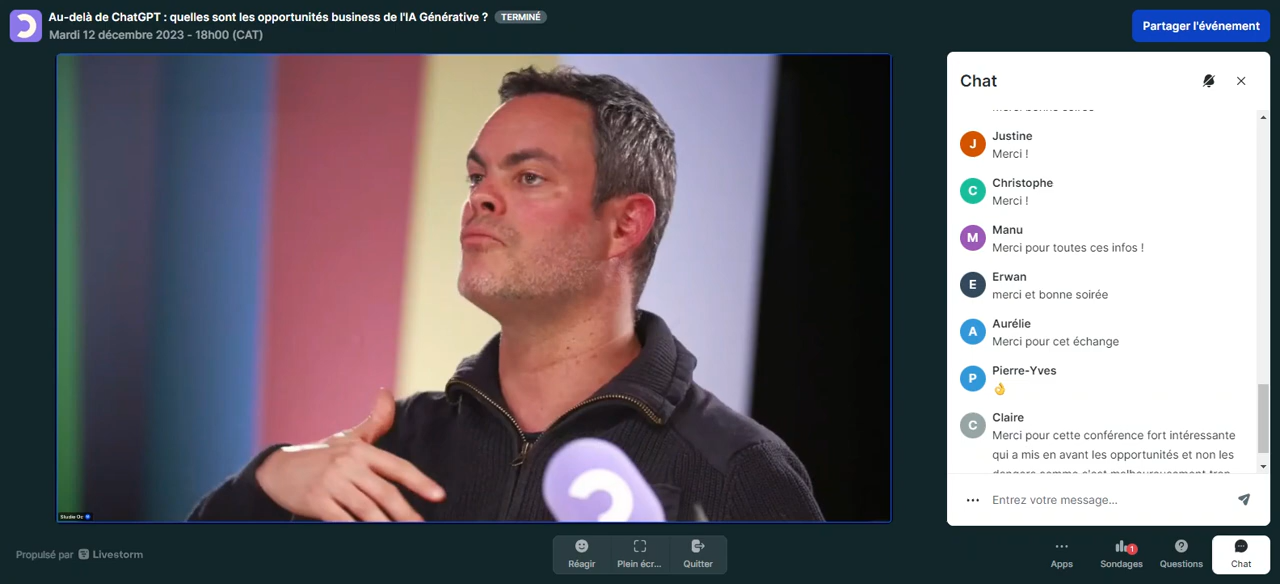 Au-delà de ChatGPT : quelles sont les opportunités business de l'IA Générative ? TERMINÉ
Mardi 12 décembre 2023 - 18h00 (CAT)
Partager l'événement
Chat
Justine
Merci !
Christophe
Merci !
Manu
Merci pour toutes ces infos !
Erwan
merci et bonne soirée
Aurélie
Merci pour cet échange
Pierre-Yves
👌
Claire
Merci pour cette conférence fort intéressante
qui a mis en avant les opportunités et non les
Entrez votre message...
Propulsé par Livestorm
Réagir
Plein écr...
Quitter
Apps
1
Sondages
Questions
Chat
J
C
M
E
A
P
C